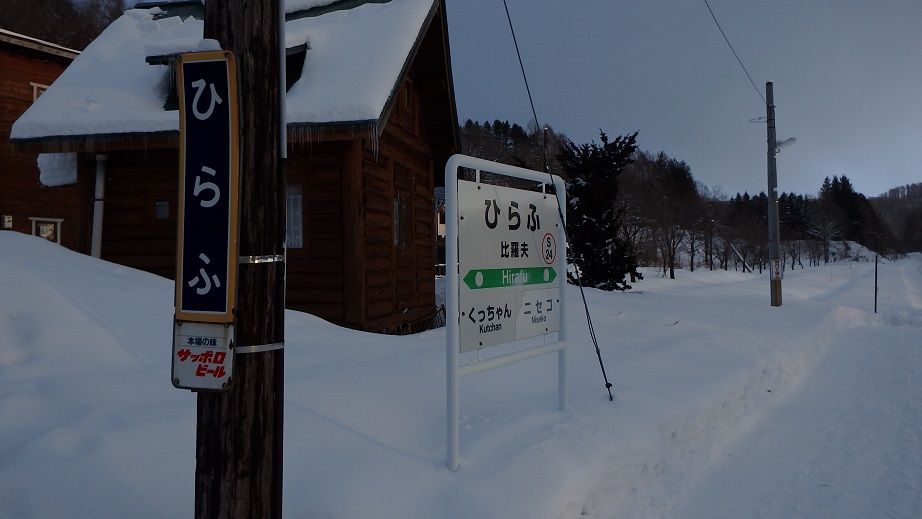 ひらふ
本場の味
サッポロ
ビール
ひらふ
比羅夫
S
24
Hirafu
くっちゃん
Kutchan
ニセコ
Niseko